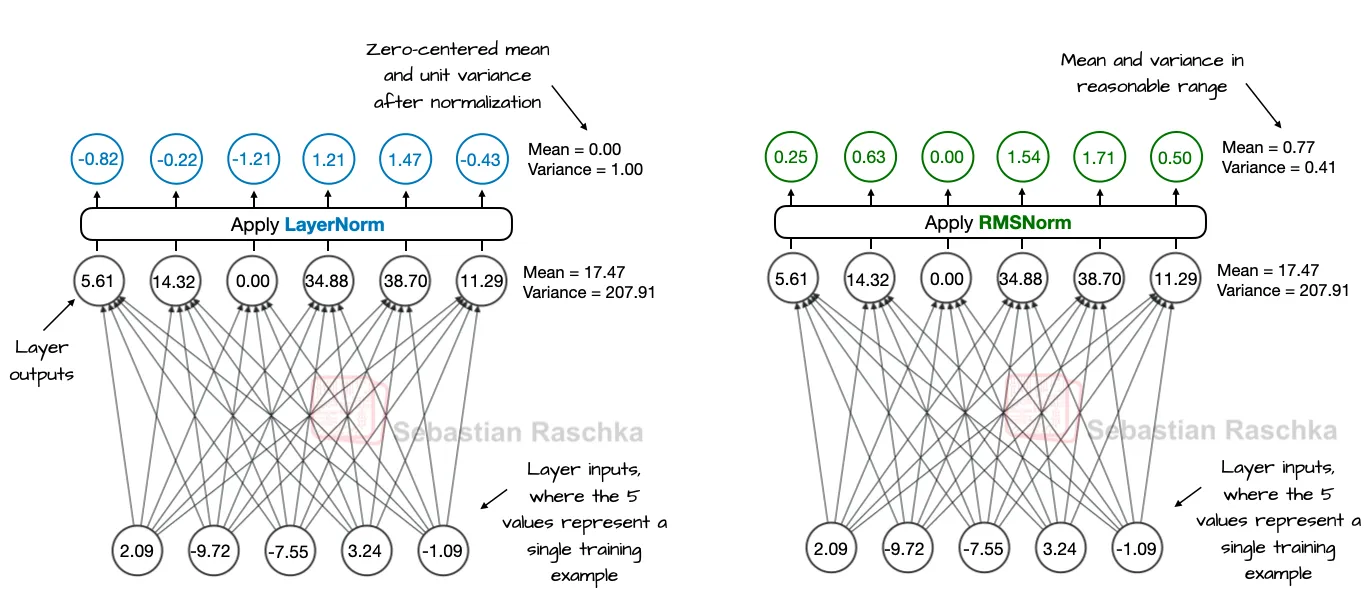 Zero-centered mean
and unit variance
after normalization
-0.82
-0.22
-1.21
1.21
1.47
-0.43
Mean = 0.00
Variance = 1.00
Apply LayerNorm
5.61
14.32
0.00
34.88
38.70
11.29
Mean = 17.47
Variance = 207.91
Layer
outputs
Sebastian Raschka
Layer inputs,
where the 5
values represent a
single training
example
2.09
-9.72
-7.55
3.24
-1.09
Mean and variance in
reasonable range
0.25
0.63
0.00
1.54
1.71
0.50
Mean = 0.77
Variance = 0.41
Apply RMSNorm
5.61
14.32
0.00
34.88
38.70
11.29
Mean = 17.47
Variance = 207.91
Sebastian Raschka
Layer inputs,
where the 5
values represent a
single training
example
2.09
-9.72
-7.55
3.24
-1.09